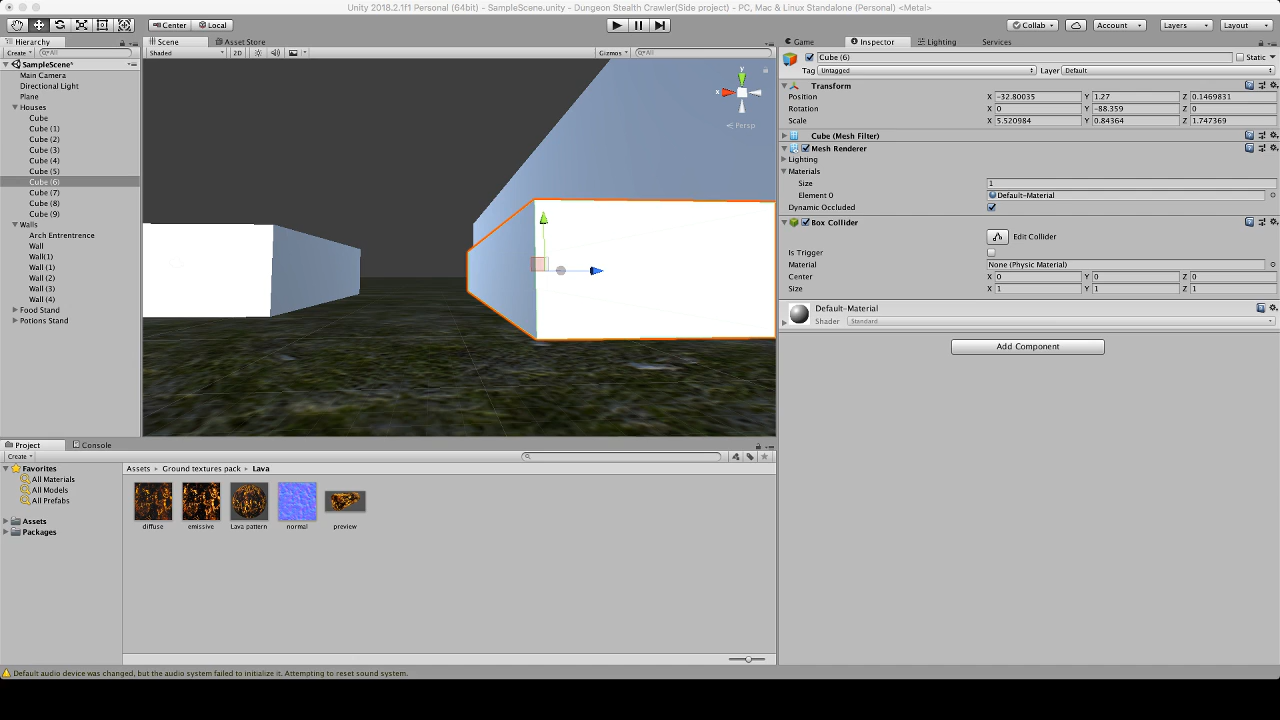 Unity 2018.2.1f1 Personal (64bit) - SampleScene.unity - Dungeon Stealth Crawler(Side project) - PC, Mac & Linux Standalone (Personal) <Metal>
Center Local Collab Account Layers Layout
Hierarchy
Create All
SampleScene*
Main Camera
Directional Light
Plane
Houses
Cube
Cube (1)
Cube (2)
Cube (3)
Cube (4)
Cube (5)
Cube (6)
Cube (7)
Cube (8)
Cube (9)
Walls
Arch Entrentrence
Wall
Wall(1)
Wall (1)
Wall (2)
Wall (3)
Wall (4)
Food Stand
Potions Stand
Scene Asset Store
Shaded 2D Gizmos All
y
x
Persp
Game Inspector Lighting Services
Cube (6) Static
Tag Untagged Layer Default
Transform
Position X -32.80035 Y 1.27 Z 0.1469831
Rotation X 0 Y -88.359 Z 0
Scale X 5.520984 Y 0.84364 Z 1.747369
Cube (Mesh Filter)
Mesh Renderer
Lighting
Materials
Size 1
Element 0 Default-Material
Dynamic Occluded
Box Collider
Edit Collider
Is Trigger
Material None (Physic Material)
Center X 0 Y 0 Z 0
Size X 1 Y 1 Z 1
Default-Material
Shader Standard
Add Component
Project Console
Create
Favorites
All Materials
All Models
All Prefabs
Assets
Packages
Assets Ground textures pack Lava
diffuse emissive Lava pattern normal preview
Default audio device was changed, but the audio system failed to initialize it. Attempting to reset sound system.